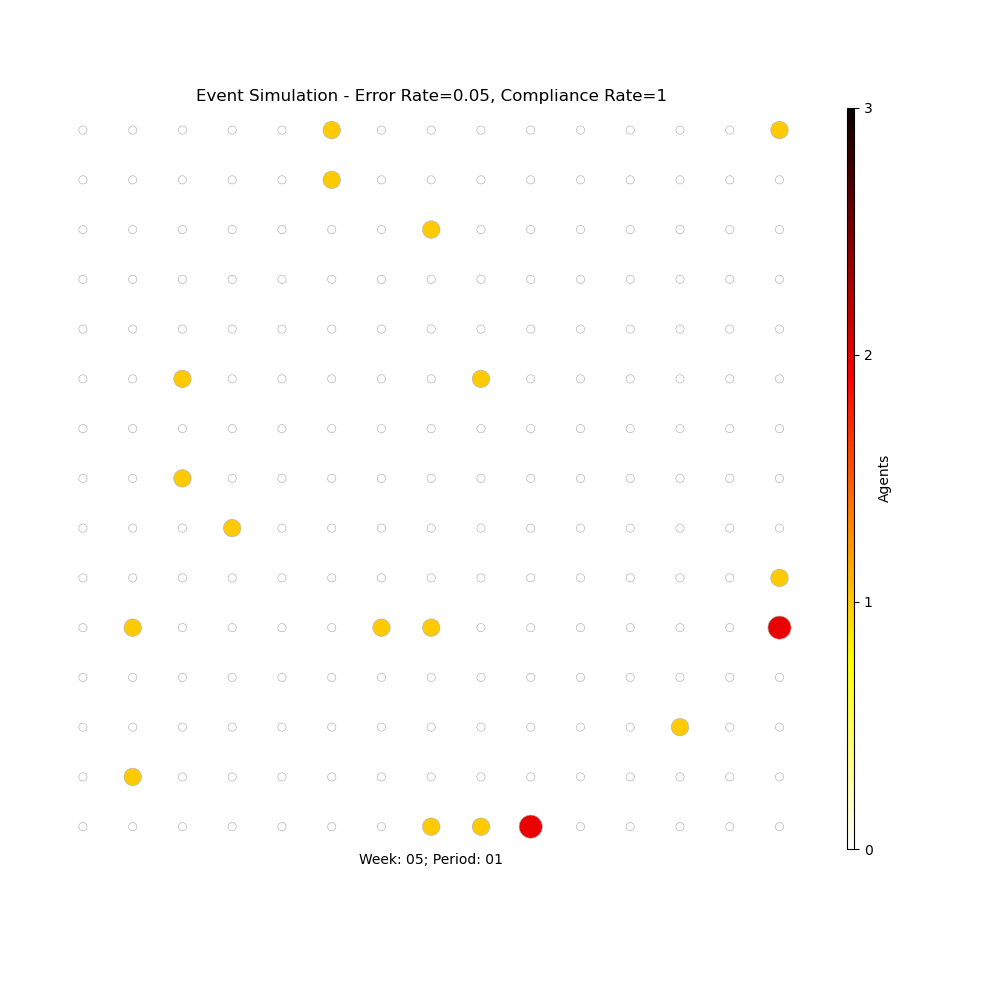 Event Simulation - Error Rate=0.05, Compliance Rate=1
3
2
Agents
1
0
Week: 05; Period: 01